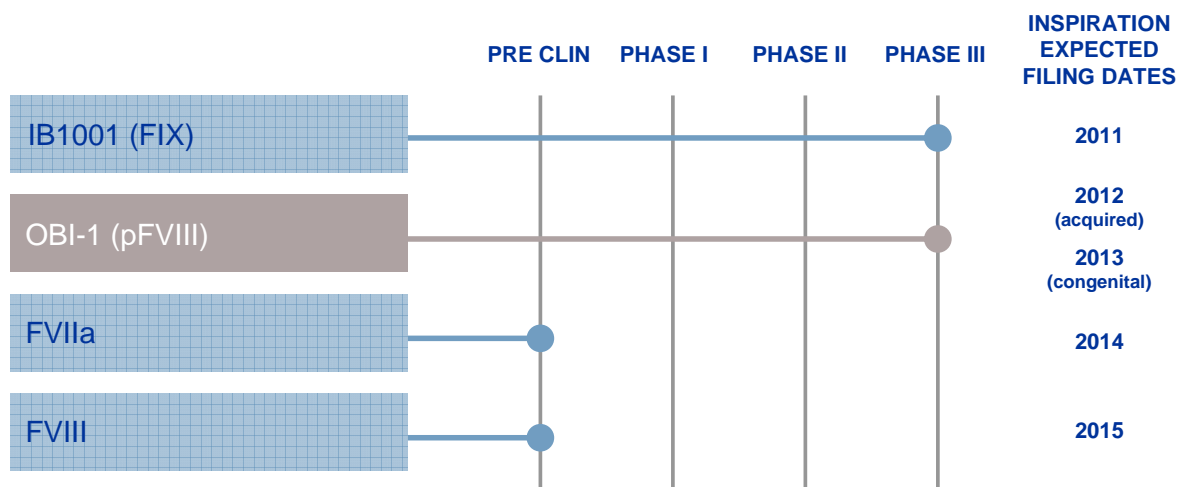 INSPIRATION
EXPECTED
FILING DATES
PRE CLIN PHASE I PHASE II PHASE III
IB1001 (FIX)
2011
OBI-1 (pFVIII)
2012
(acquired)
2013
(congenital)
FVIIa
2014
FVIII
2015